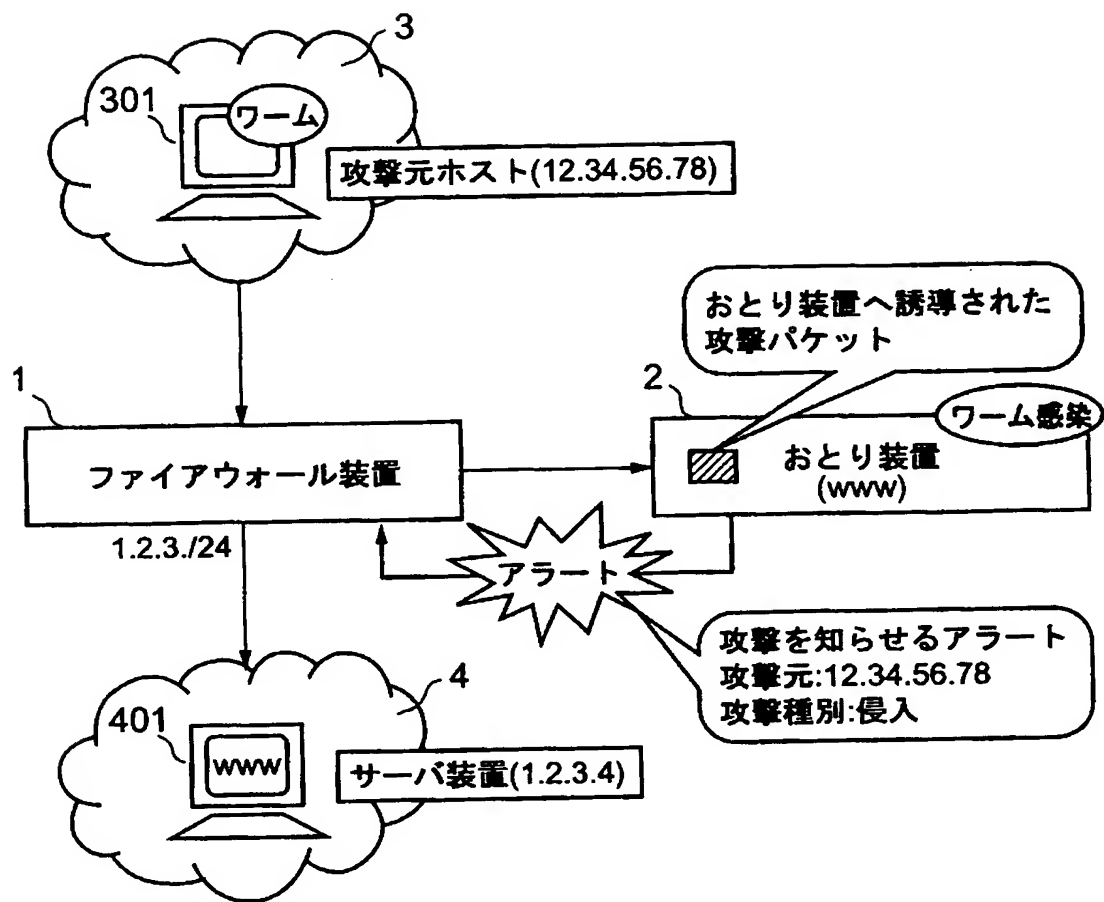 3
301
ワーム
攻撃元ホスト(12.34.56.78)
おとり装置へ誘導された
攻撃パケット
1
2
ワーム感染
ファイアウォール装置
おとり装置
(www)
1.2.3./24
アラート
攻撃を知らせるアラート
攻撃元:12.34.56.78
攻撃種別:侵入
4
401
www
サーバ装置(1.2.3.4)